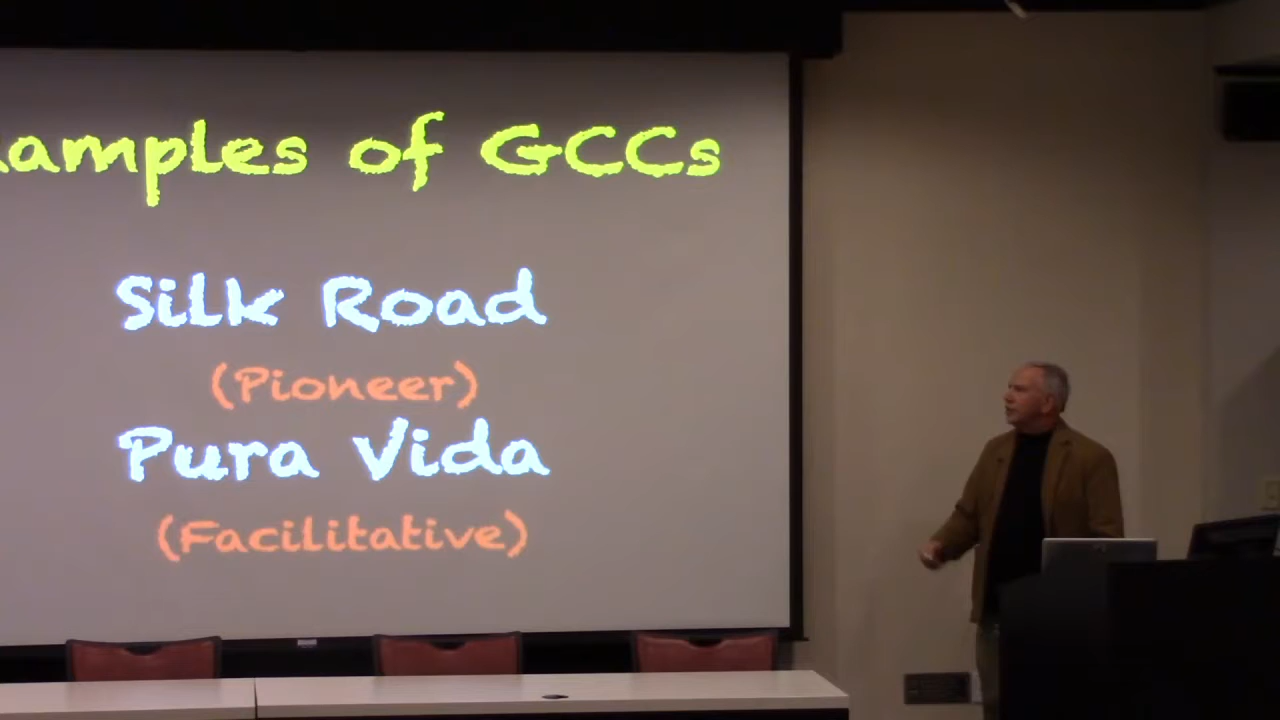 amples of GCCs
Silk Road
(Pioneer)
Pura Vida
(Facilitative)